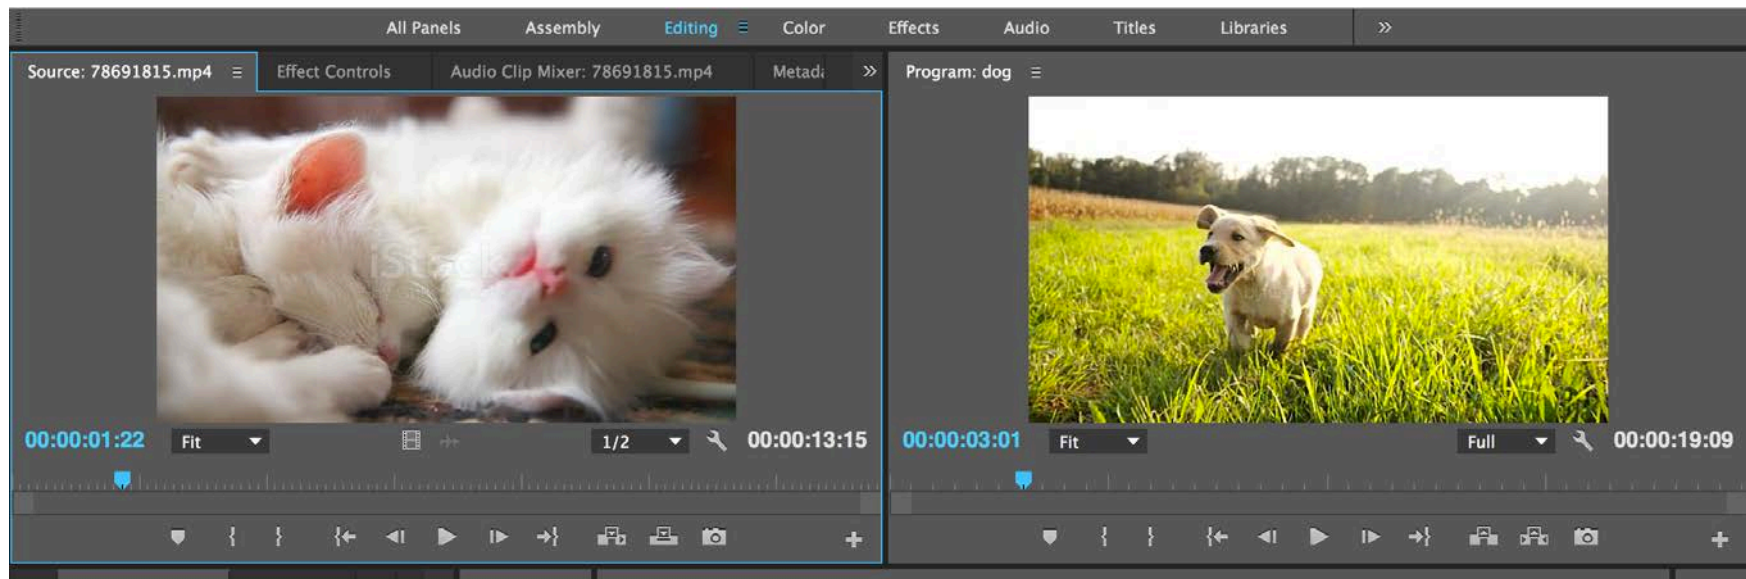 All Panels Assembly Editing Color Effects Audio Titles Libraries
Source: 78691815.mp4 Effect Controls Audio Clip Mixer: 78691815.mp4 Metada
Program: dog
iStock
00:00:01:22 Fit 1/2 00:00:13:15
00:00:03:01 Fit Full 00:00:19:09